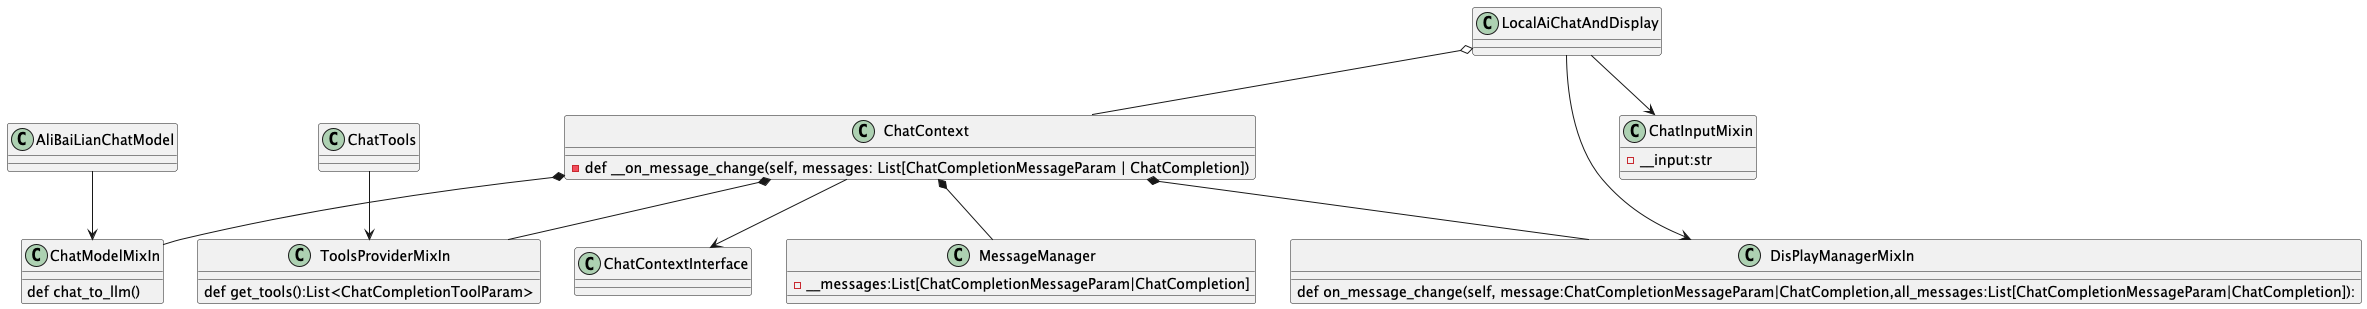 C LocalAiChatAndDisplay
C AliBaiLianChatModel
C ChatTools
C ChatContext
def __on_message_change(self, messages: List[ChatCompletionMessageParam | ChatCompletion])
C ChatInputMixin
__input:str
C ChatModelMixIn
def chat_to_llm()
C ToolsProviderMixIn
def get_tools():List<ChatCompletionToolParam>
C ChatContextInterface
C MessageManager
__messages:List[ChatCompletionMessageParam|ChatCompletion]
C DisPlayManagerMixIn
def on_message_change(self, message:ChatCompletionMessageParam|ChatCompletion,all_messages:List[ChatCompletionMessageParam|ChatCompletion]):